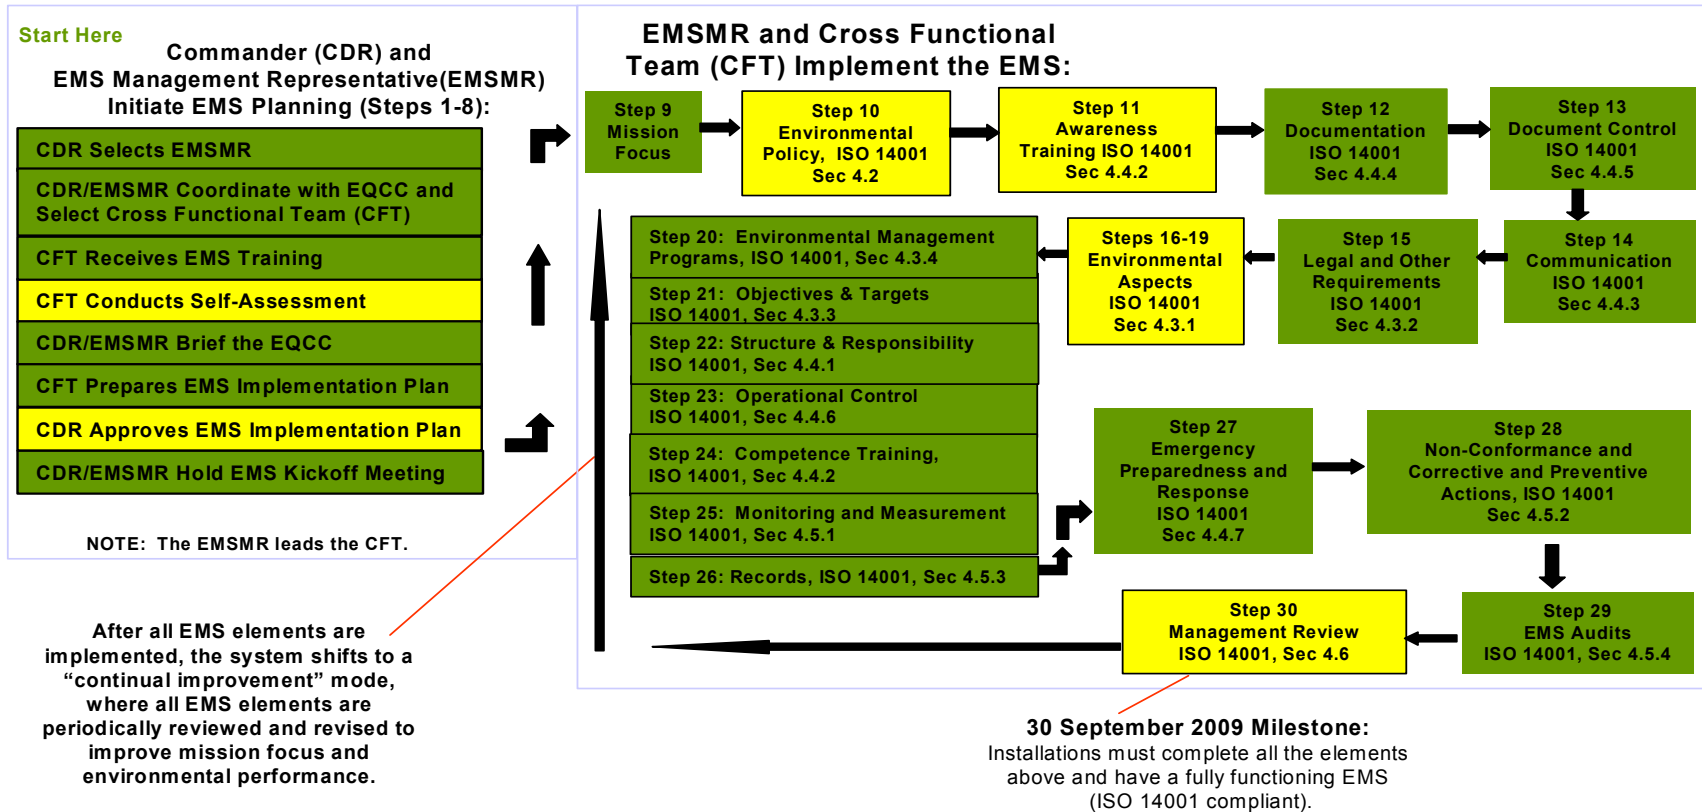 Start Here
Commander (CDR) and
EMS Management Representative(EMSMR)
Initiate EMS Planning (Steps 1-8):
CDR Selects EMSMR
CDR/EMSMR Coordinate with EQCC and
Select Cross Functional Team (CFT)
CFT Receives EMS Training
CFT Conducts Self-Assessment
CDR/EMSMR Brief the EQCC
CFT Prepares EMS Implementation Plan
CDR Approves EMS Implementation Plan
CDR/EMSMR Hold EMS Kickoff Meeting
NOTE: The EMSMR leads the CFT.
After all EMS elements are
implemented, the system shifts to a
“continual improvement” mode,
where all EMS elements are
periodically reviewed and revised to
improve mission focus and
environmental performance.
EMSMR and Cross Functional
Team (CFT) Implement the EMS:
Step 9
Mission
Focus
Step 10
Environmental
Policy, ISO 14001
Sec 4.2
Step 11
Awareness
Training ISO 14001
Sec 4.4.2
Step 12
Documentation
ISO 14001
Sec 4.4.4
Step 13
Document Control
ISO 14001
Sec 4.4.5
Step 14
Communication
ISO 14001
Sec 4.4.3
Step 15
Legal and Other
Requirements
ISO 14001
Sec 4.3.2
Steps 16-19
Environmental
Aspects
ISO 14001
Sec 4.3.1
Step 20: Environmental Management
Programs, ISO 14001, Sec 4.3.4
Step 21: Objectives & Targets
ISO 14001, Sec 4.3.3
Step 22: Structure & Responsibility
ISO 14001, Sec 4.4.1
Step 23: Operational Control
ISO 14001, Sec 4.4.6
Step 24: Competence Training,
ISO 14001, Sec 4.4.2
Step 25: Monitoring and Measurement
ISO 14001, Sec 4.5.1
Step 26: Records, ISO 14001, Sec 4.5.3
Step 27
Emergency
Preparedness and
Response
ISO 14001
Sec 4.4.7
Step 28
Non-Conformance and
Corrective and Preventive
Actions, ISO 14001
Sec 4.5.2
Step 29
EMS Audits
ISO 14001, Sec 4.5.4
Step 30
Management Review
ISO 14001, Sec 4.6
30 September 2009 Milestone:
Installations must complete all the elements
above and have a fully functioning EMS
(ISO 14001 compliant).